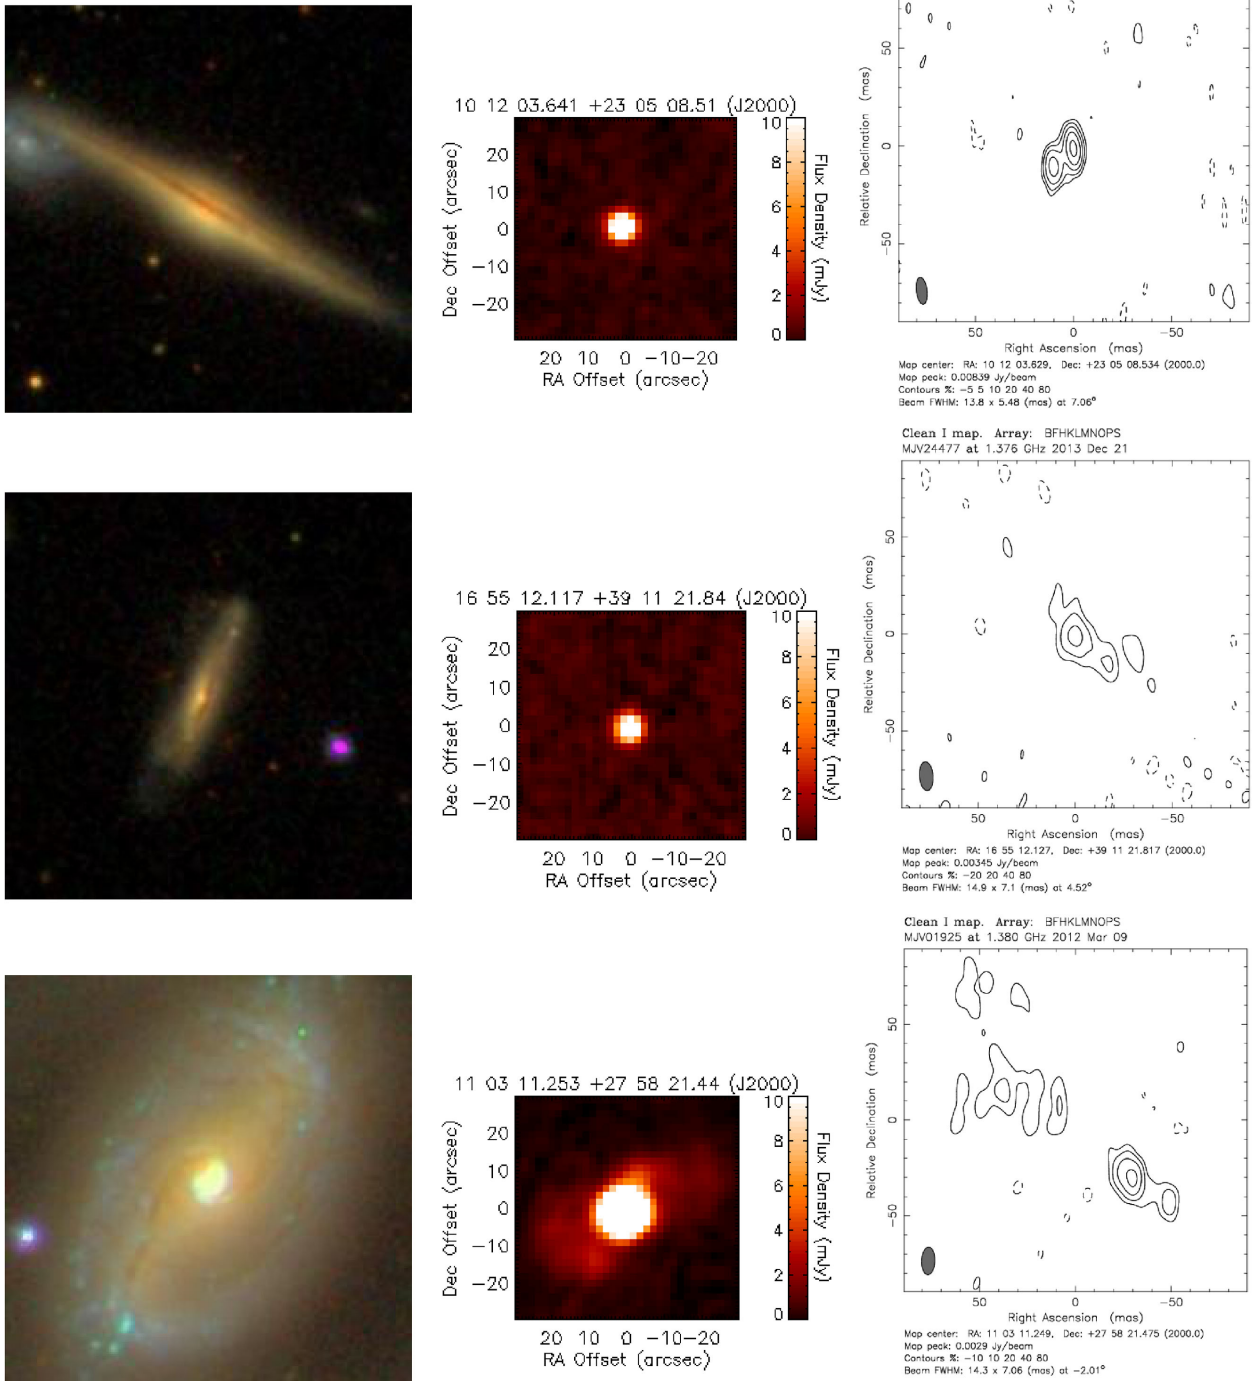 10 12 03.641 +23 05 08.51 (J2000)
Dec Offset (arcsec)
20
10
0
−10
−20
20 10 0 −10−20
RA Offset (arcsec)
10
8
6
4
2
0
Flux Density (mJy)
Relative Declination (mas)
50
0
−50
50 0 −50
Right Ascension (mas)
Map center: RA: 10 12 03.629, Dec: +23 05 08.534 (2000.0)
Map peak: 0.00839 Jy/beam
Contours %: −5 5 10 20 40 80
Beam FWHM: 13.8 x 5.48 (mas) at 7.06°
16 55 12.117 +39 11 21.84 (J2000)
Dec Offset (arcsec)
20
10
0
−10
−20
20 10 0 −10−20
RA Offset (arcsec)
10
8
6
4
2
0
Flux Density (mJy)
Clean I map. Array: BFHKLMNOPS
MJV24477 at 1.376 GHz 2013 Dec 21
Relative Declination (mas)
50
0
−50
50 0 −50
Right Ascension (mas)
Map center: RA: 16 55 12.127, Dec: +39 11 21.817 (2000.0)
Map peak: 0.00345 Jy/beam
Contours %: −20 20 40 80
Beam FWHM: 14.9 x 7.1 (mas) at 4.52°
11 03 11.253 +27 58 21.44 (J2000)
Dec Offset (arcsec)
20
10
0
−10
−20
20 10 0 −10−20
RA Offset (arcsec)
10
8
6
4
2
0
Flux Density (mJy)
Clean I map. Array: BFHKLMNOPS
MJV01925 at 1.380 GHz 2012 Mar 09
Relative Declination (mas)
50
0
−50
50 0 −50
Right Ascension (mas)
Map center: RA: 11 03 11.249, Dec: +27 58 21.475 (2000.0)
Map peak: 0.0029 Jy/beam
Contours %: −10 10 20 40 80
Beam FWHM: 14.3 x 7.06 (mas) at −2.01°